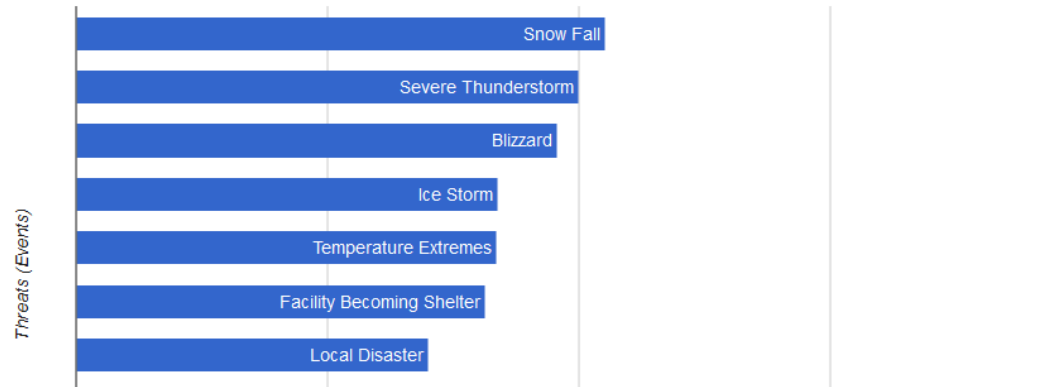 Snow Fall
Severe Thunderstorm
Blizzard
Ice Storm
Temperature Extremes
Facility Becoming Shelter
Local Disaster
Threats (Events)